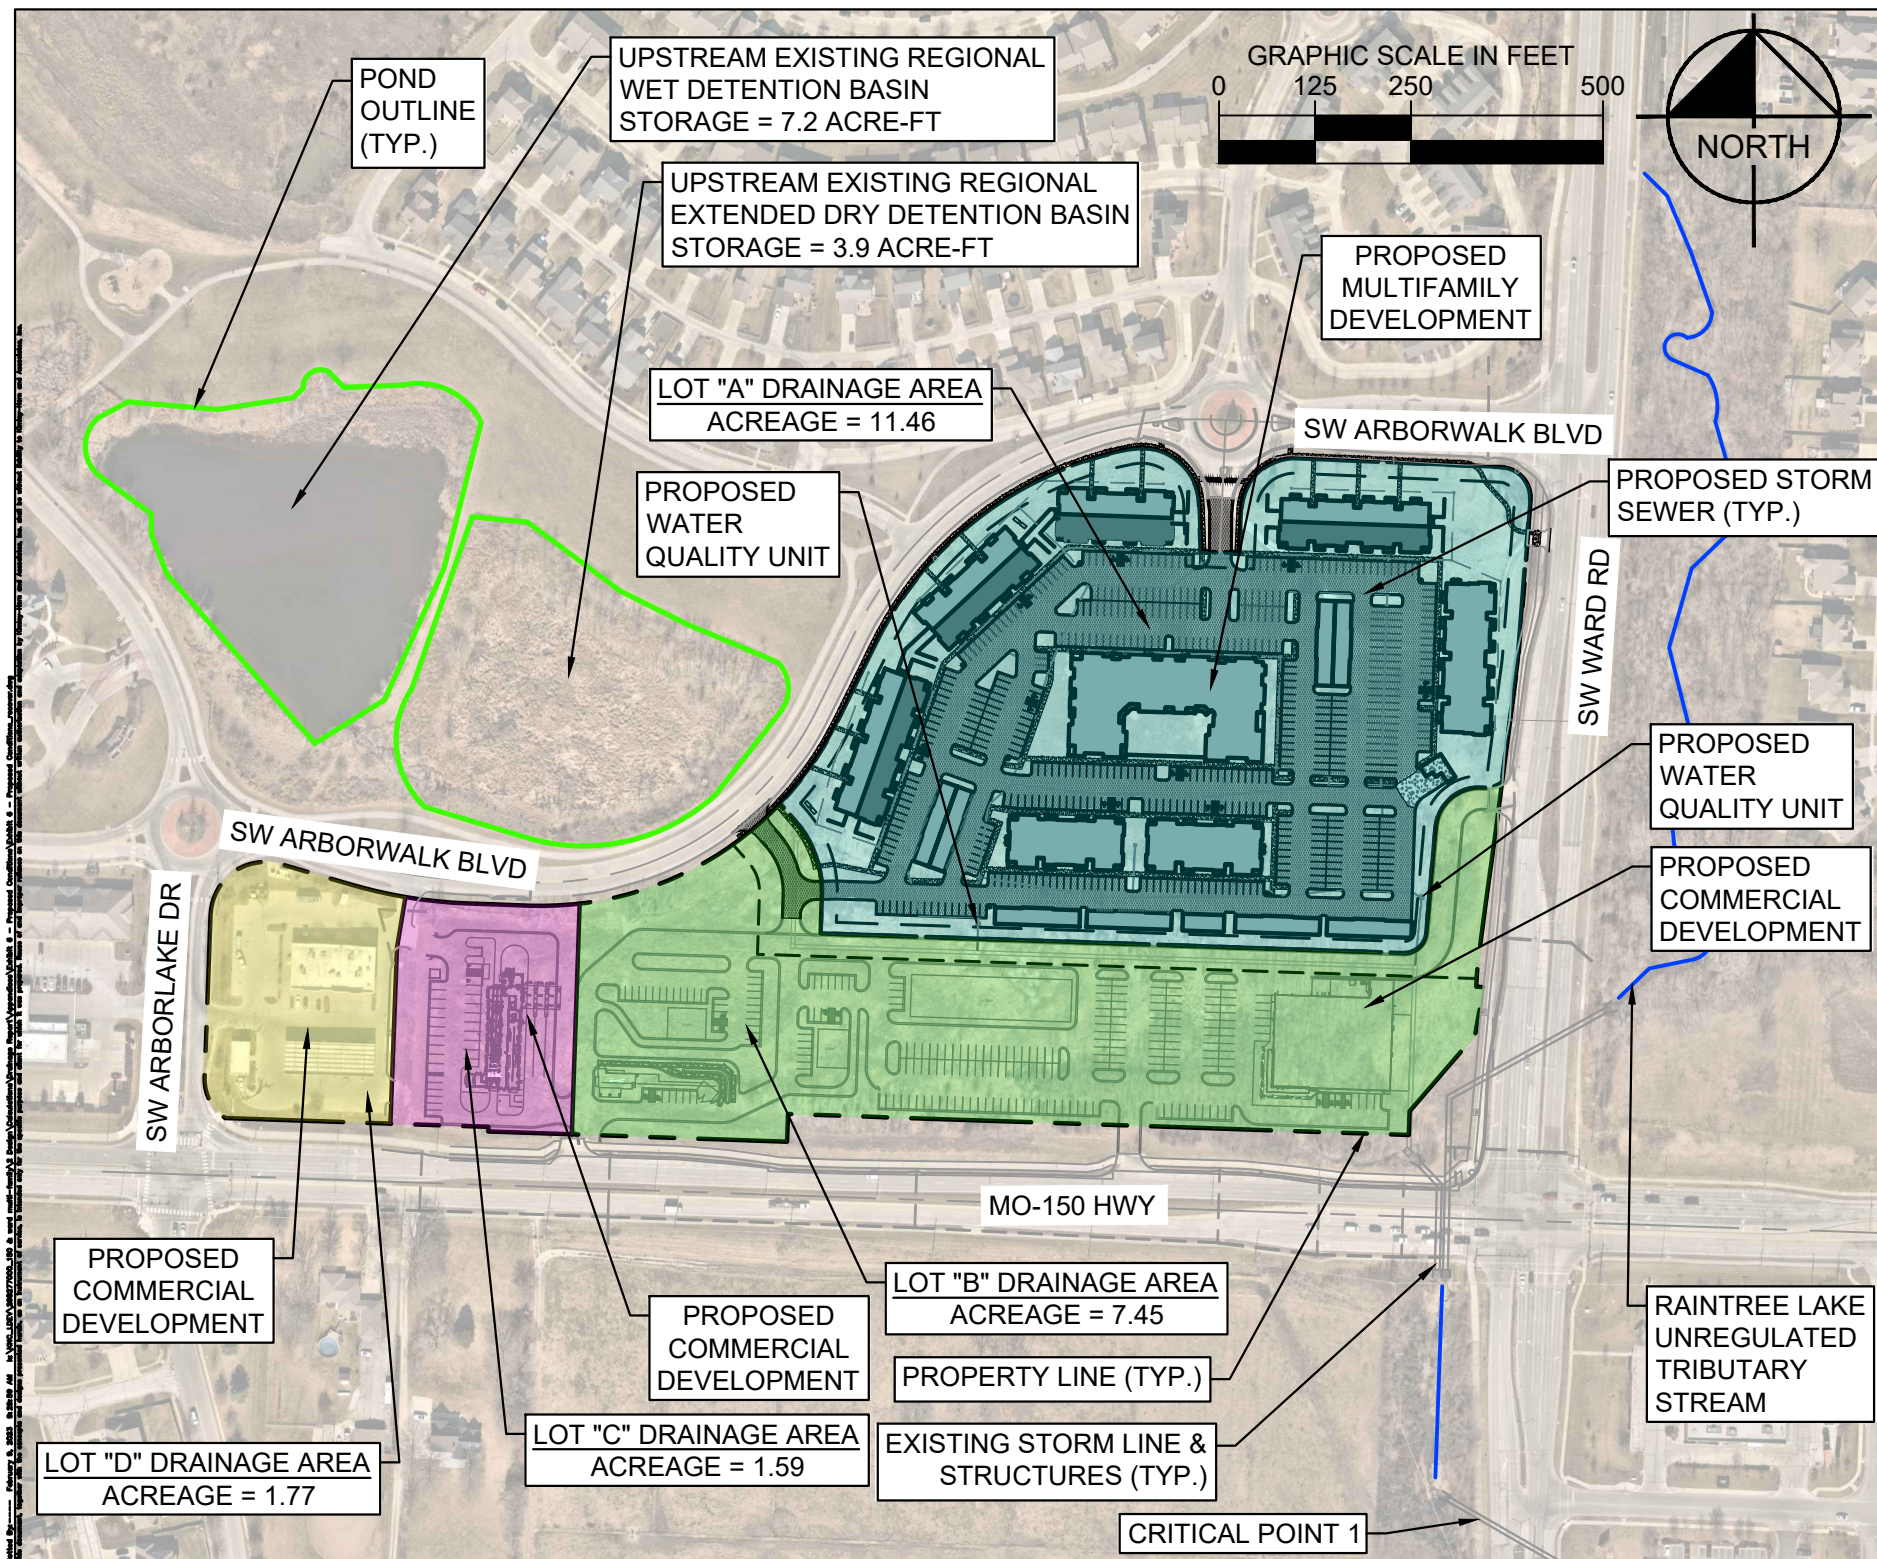 POND
OUTLINE
(TYP.)
UPSTREAM EXISTING REGIONAL
WET DETENTION BASIN
STORAGE = 7.2 ACRE-FT
GRAPHIC SCALE IN FEET
0 125 250 500
NORTH
UPSTREAM EXISTING REGIONAL
EXTENDED DRY DETENTION BASIN
STORAGE = 3.9 ACRE-FT
PROPOSED
MULTIFAMILY
DEVELOPMENT
LOT "A" DRAINAGE AREA
ACREAGE = 11.46
SW ARBORWALK BLVD
PROPOSED STORM
SEWER (TYP.)
PROPOSED
WATER
QUALITY UNIT
SW WARD RD
PROPOSED
WATER
QUALITY UNIT
SW ARBORWALK BLVD
PROPOSED
COMMERCIAL
DEVELOPMENT
SW ARBORLAKE DR
MO-150 HWY
PROPOSED
COMMERCIAL
DEVELOPMENT
PROPOSED
COMMERCIAL
DEVELOPMENT
LOT "B" DRAINAGE AREA
ACREAGE = 7.45
RAINTREE LAKE
UNREGULATED
TRIBUTARY
STREAM
PROPERTY LINE (TYP.)
LOT "C" DRAINAGE AREA
ACREAGE = 1.59
EXISTING STORM LINE &
STRUCTURES (TYP.)
LOT "D" DRAINAGE AREA
ACREAGE = 1.77
CRITICAL POINT 1